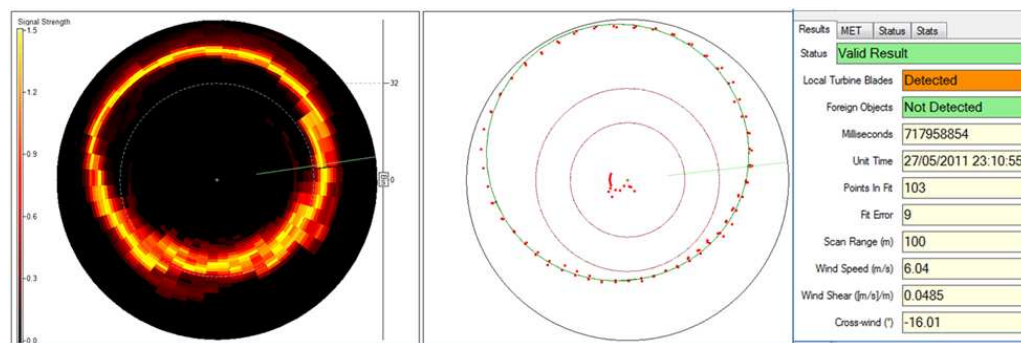 Signal Strength
1.5
1.2
0.9
0.6
0.3
0.0
32
0
Results MET Status Stats
Status Valid Result
Local Turbine Blades Detected
Foreign Objects Not Detected
Milliseconds 717958854
Unit Time 27/05/2011 23:10:55
Points In Fit 103
Fit Error 9
Scan Range (m) 100
Wind Speed (m/s) 6.04
Wind Shear ([m/s]/m) 0.0485
Cross-wind (°) -16.01